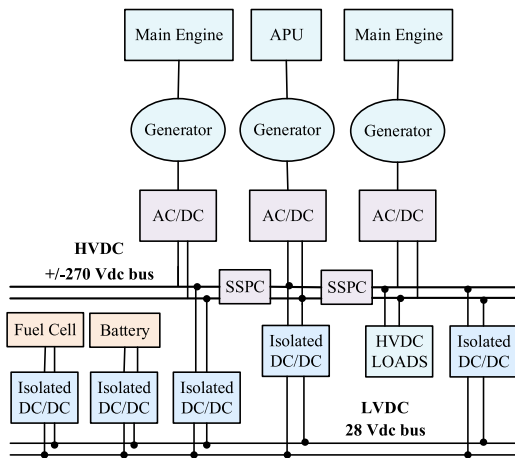 Main Engine
APU
Main Engine
Generator
Generator
Generator
AC/DC
AC/DC
AC/DC
HVDC
+/-270 Vdc bus
SSPC
SSPC
Fuel Cell
Battery
Isolated
DC/DC
HVDC
LOADS
Isolated
DC/DC
Isolated
DC/DC
Isolated
DC/DC
Isolated
DC/DC
LVDC
28 Vdc bus